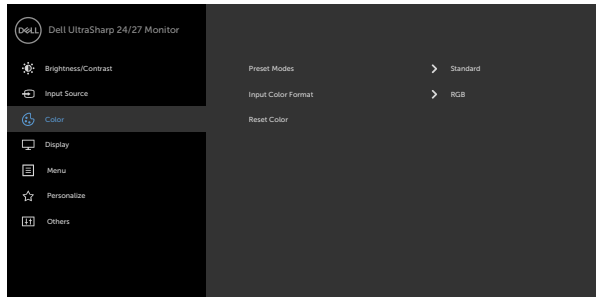 DELL Dell UltraSharp 24/27 Monitor
Brightness/Contrast
Preset Modes Standard
Input Source
Input Color Format RGB
Color
Reset Color
Display
Menu
Personalize
Others